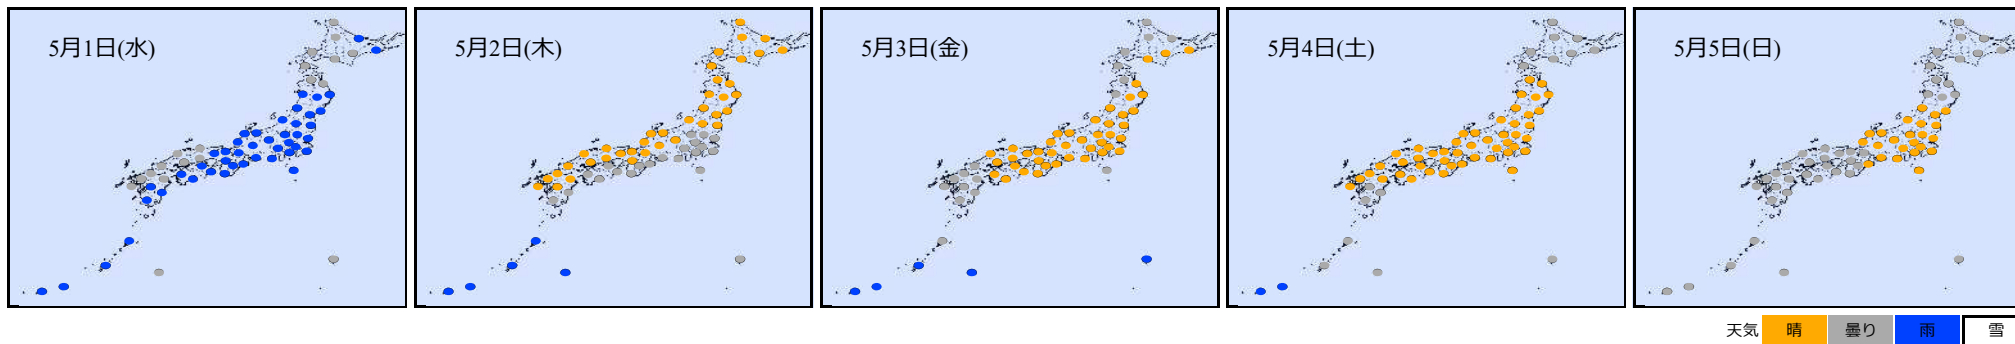 5月1日(水)
5月2日(木)
5月3日(金)
5月4日(土)
5月5日(日)
天気 晴 曇り 雨 雪